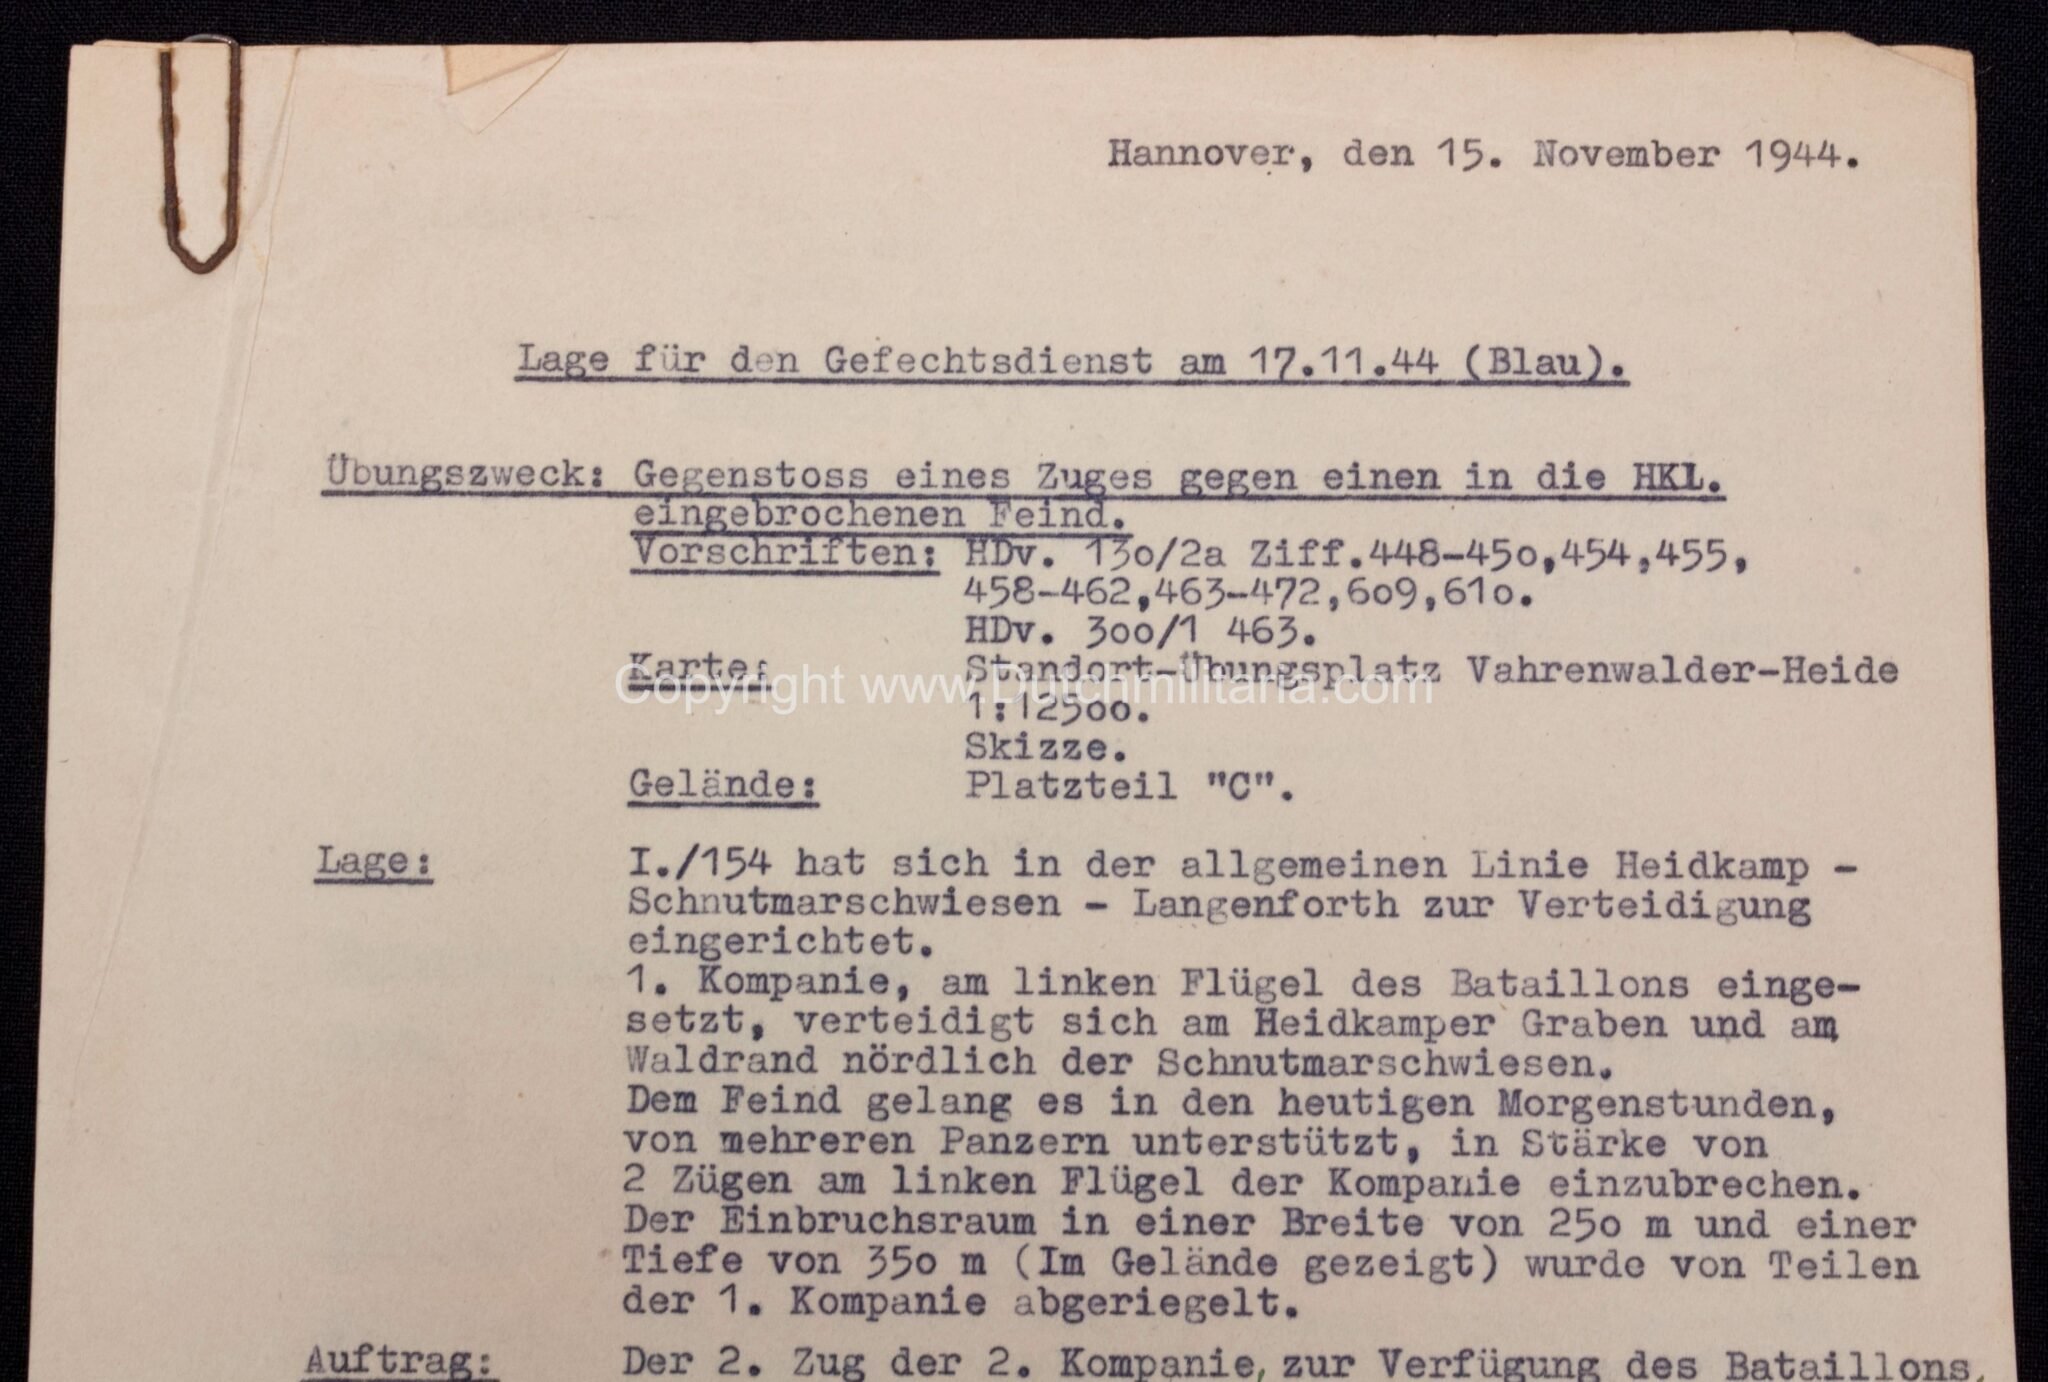 Hannover, den 15. November 1944.
Lage für den Gefechtsdienst am 17.11.44 (Blau).
Übungszweck: Gegenstoss eines Zuges gegen einen in die HKL.
eingebrochenen Feind.
Vorschriften: HDv. 13o/2a Ziff.448-45o,454,455,
458-462,463-472,6o9,61o.
HDv. 3oo/1 463.
Karte: Standort-Übungsplatz Vahrenwalder-Heide
Copyright www.Dutchmilitaria.com
1:125oo.
Skizze.
Gelände: Platzteil "C".
Lage: I./154 hat sich in der allgemeinen Linie Heidkamp -
Schnutmarschwiesen - Langenforth zur Verteidigung
eingerichtet.
1. Kompanie, am linken Flügel des Bataillons einge-
setzt, verteidigt sich am Heidkamper Graben und am
Waldrand nördlich der Schnutmarschwiesen.
Dem Feind gelang es in den heutigen Morgenstunden,
von mehreren Panzern unterstützt, in Stärke von
2 Zügen am linken Flügel der Kompanie einzubrechen.
Der Einbruchsraum in einer Breite von 25o m und einer
Tiefe von 35o m (Im Gelände gezeigt) wurde von Teilen
der 1. Kompanie abgeriegelt.
Auftrag: Der 2. Zug der 2. Kompanie, zur Verfügung des Bataillons,